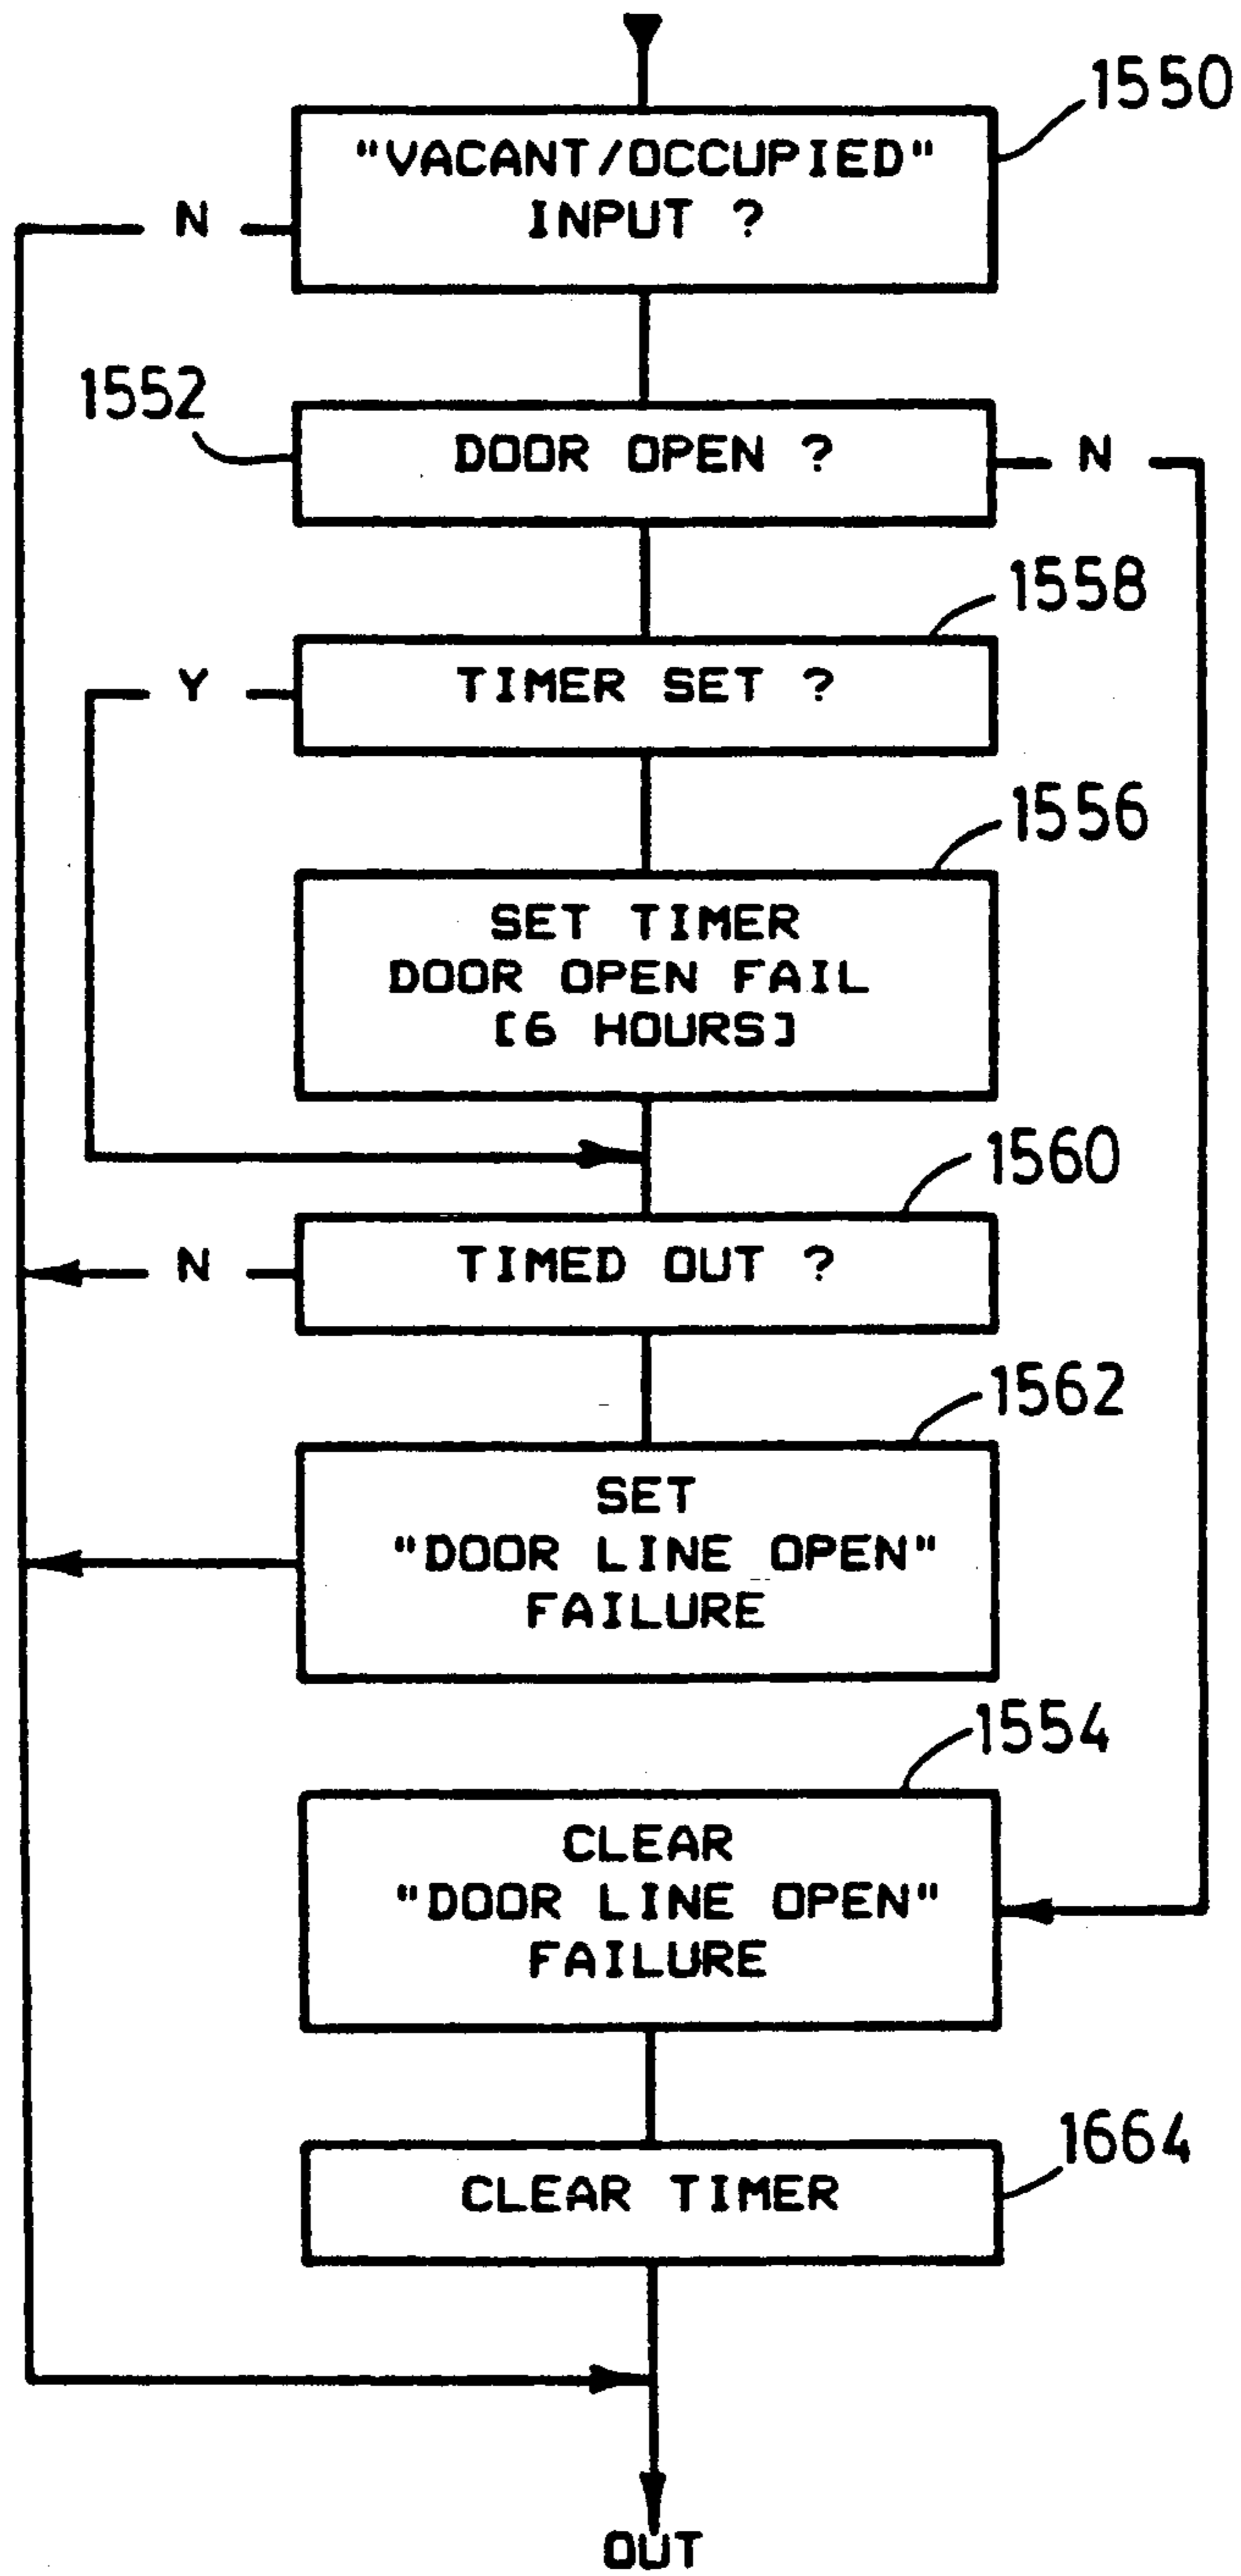 1550
"VACANT/OCCUPIED"
INPUT ?
N
1552
DOOR OPEN ?
N
1558
TIMER SET ?
Y
1556
SET TIMER
DOOR OPEN FAIL
[6 HOURS]
1560
TIMED OUT ?
N
1562
SET
"DOOR LINE OPEN"
FAILURE
1554
CLEAR
"DOOR LINE OPEN"
FAILURE
1664
CLEAR TIMER
OUT